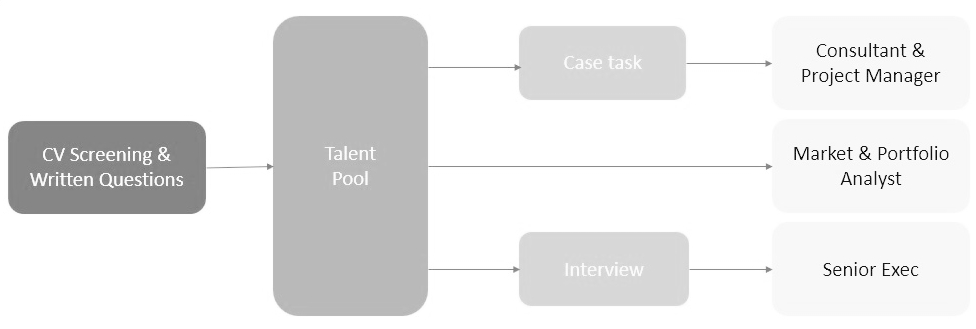 CV Screening &
Written Questions
Talent
Pool
Case task
Consultant &
Project Manager
Market & Portfolio
Analyst
Interview
Senior Exec